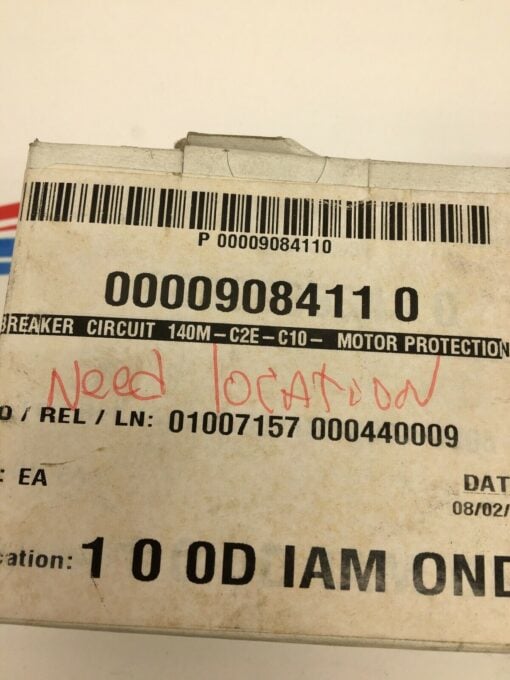 P 00009084110
0000908411 0
BREAKER CIRCUIT 140M-C2E-C10- MOTOR PROTECTION
Need location
O / REL / LN: 01007157 000440009
: EA
DAT
08/02/
ation: 1 0 0D IAM OND